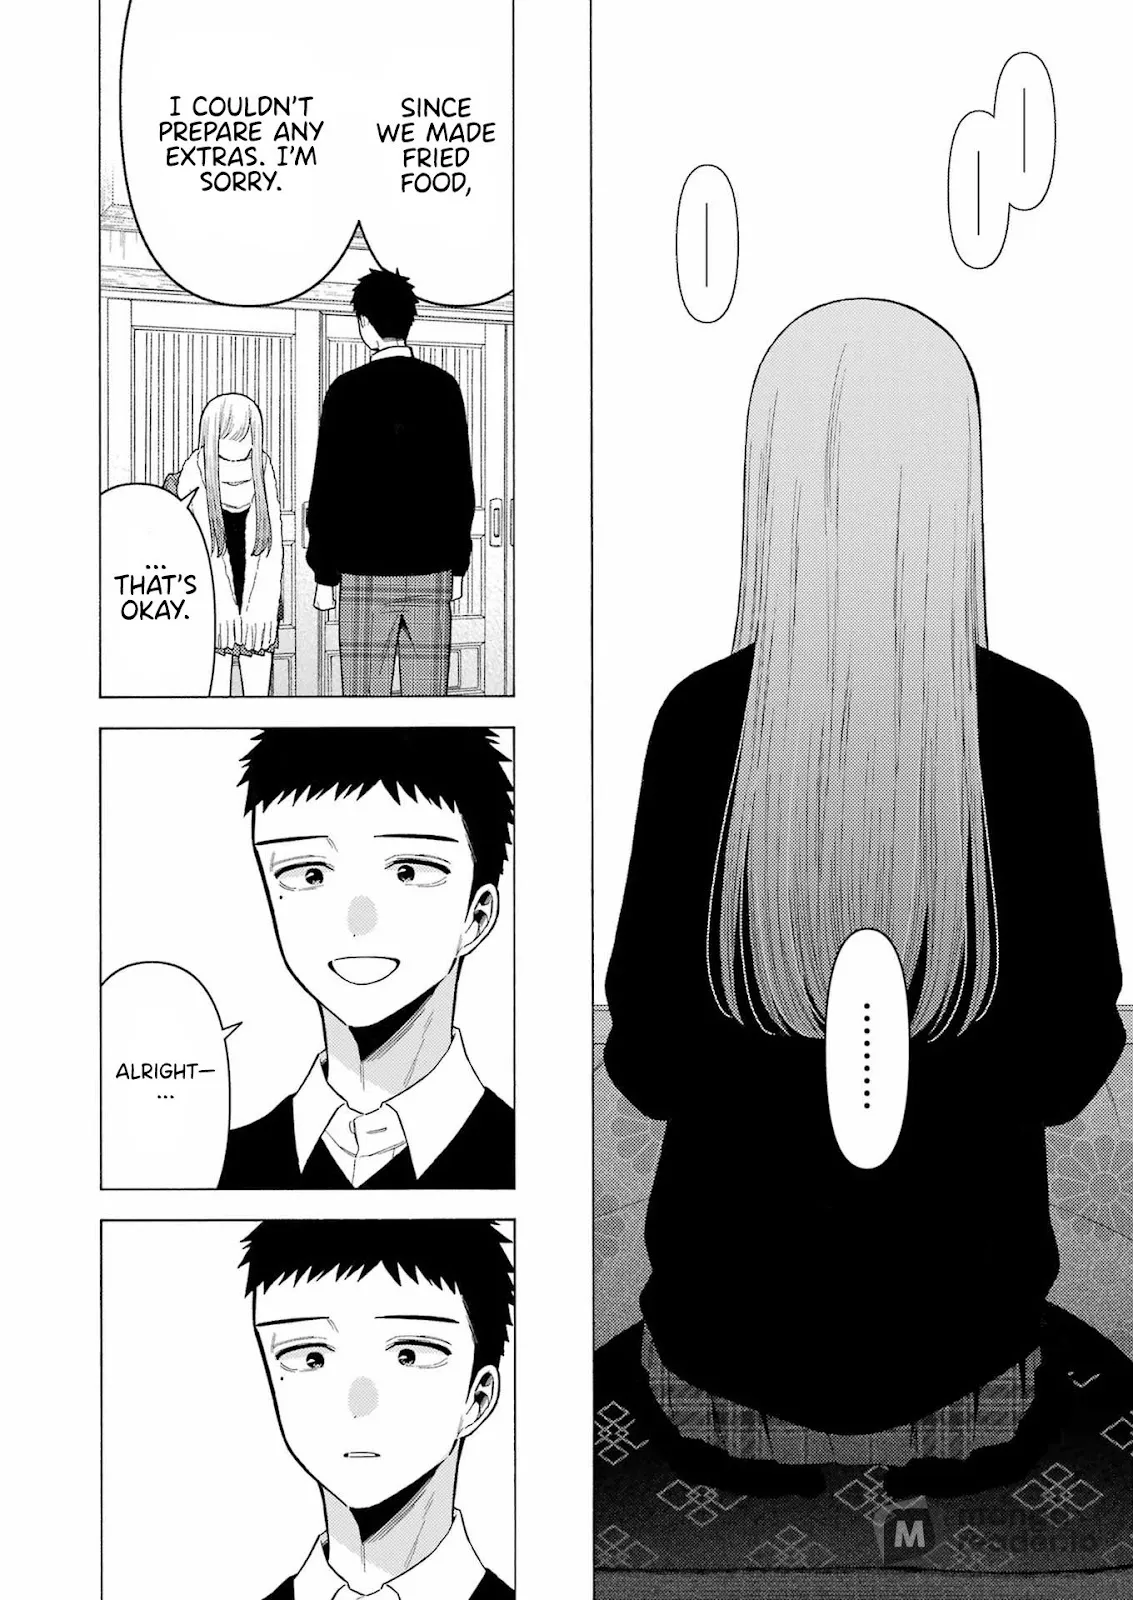 SINCE
WE MADE
FRIED
FOOD,
I COULDN'T
PREPARE ANY
EXTRAS. I'M
SORRY.
...
THAT'S
OKAY.
ALRIGHT—
...
.........
M